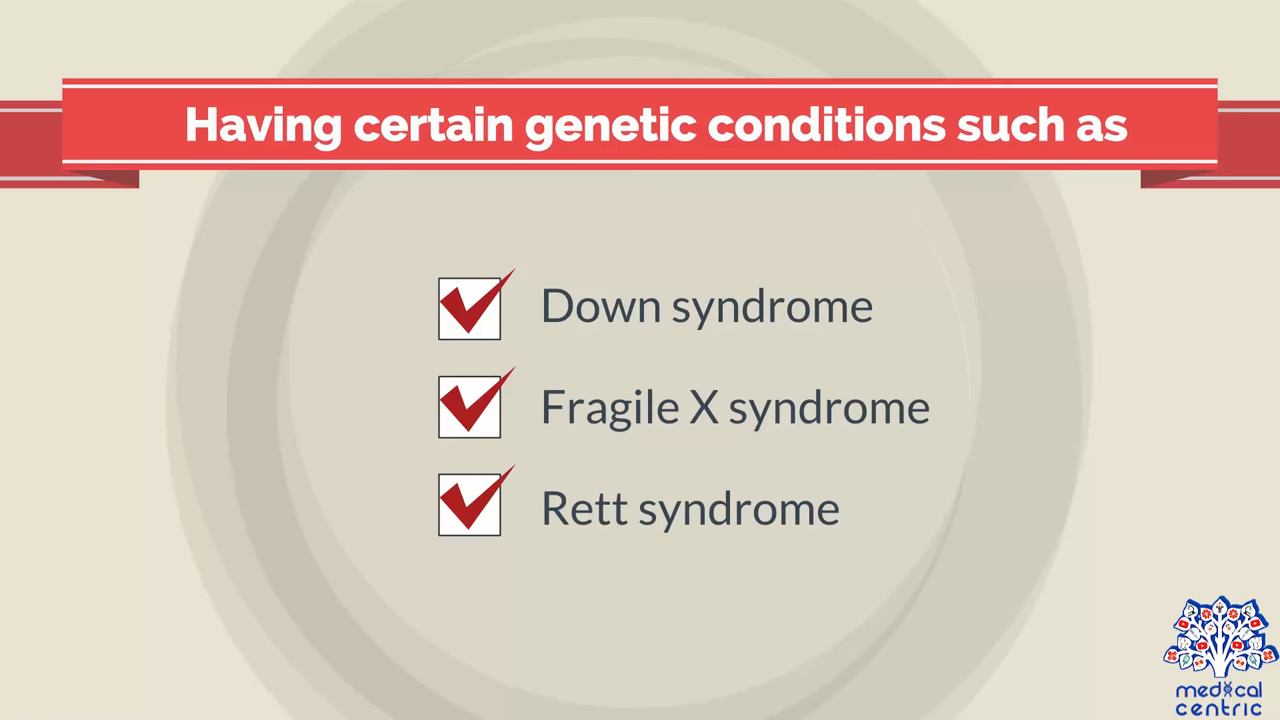 Having certain genetic conditions such as
Down syndrome
Fragile X syndrome
Rett syndrome
medical
centric